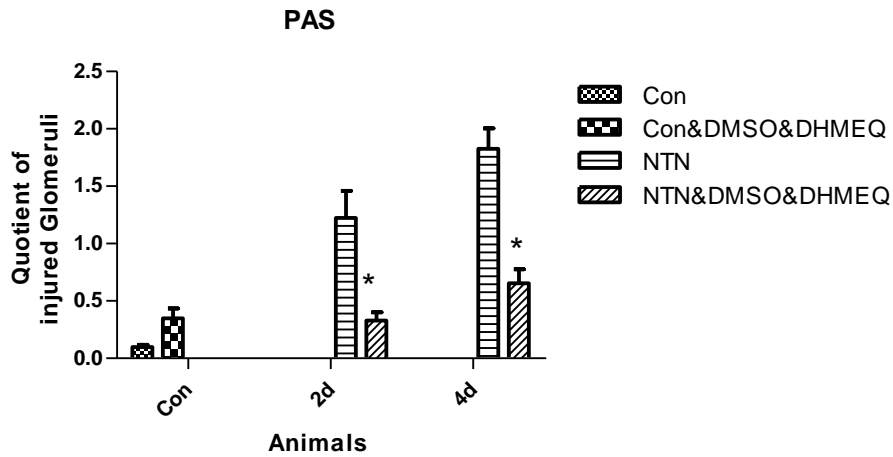 PAS
Quotient of
injured Glomeruli
2.5
2.0
1.5
1.0
0.5
0.0
*
*
Con
2d
4d
Animals
Con
Con&DMSO&DHMEQ
NTN
NTN&DMSO&DHMEQ